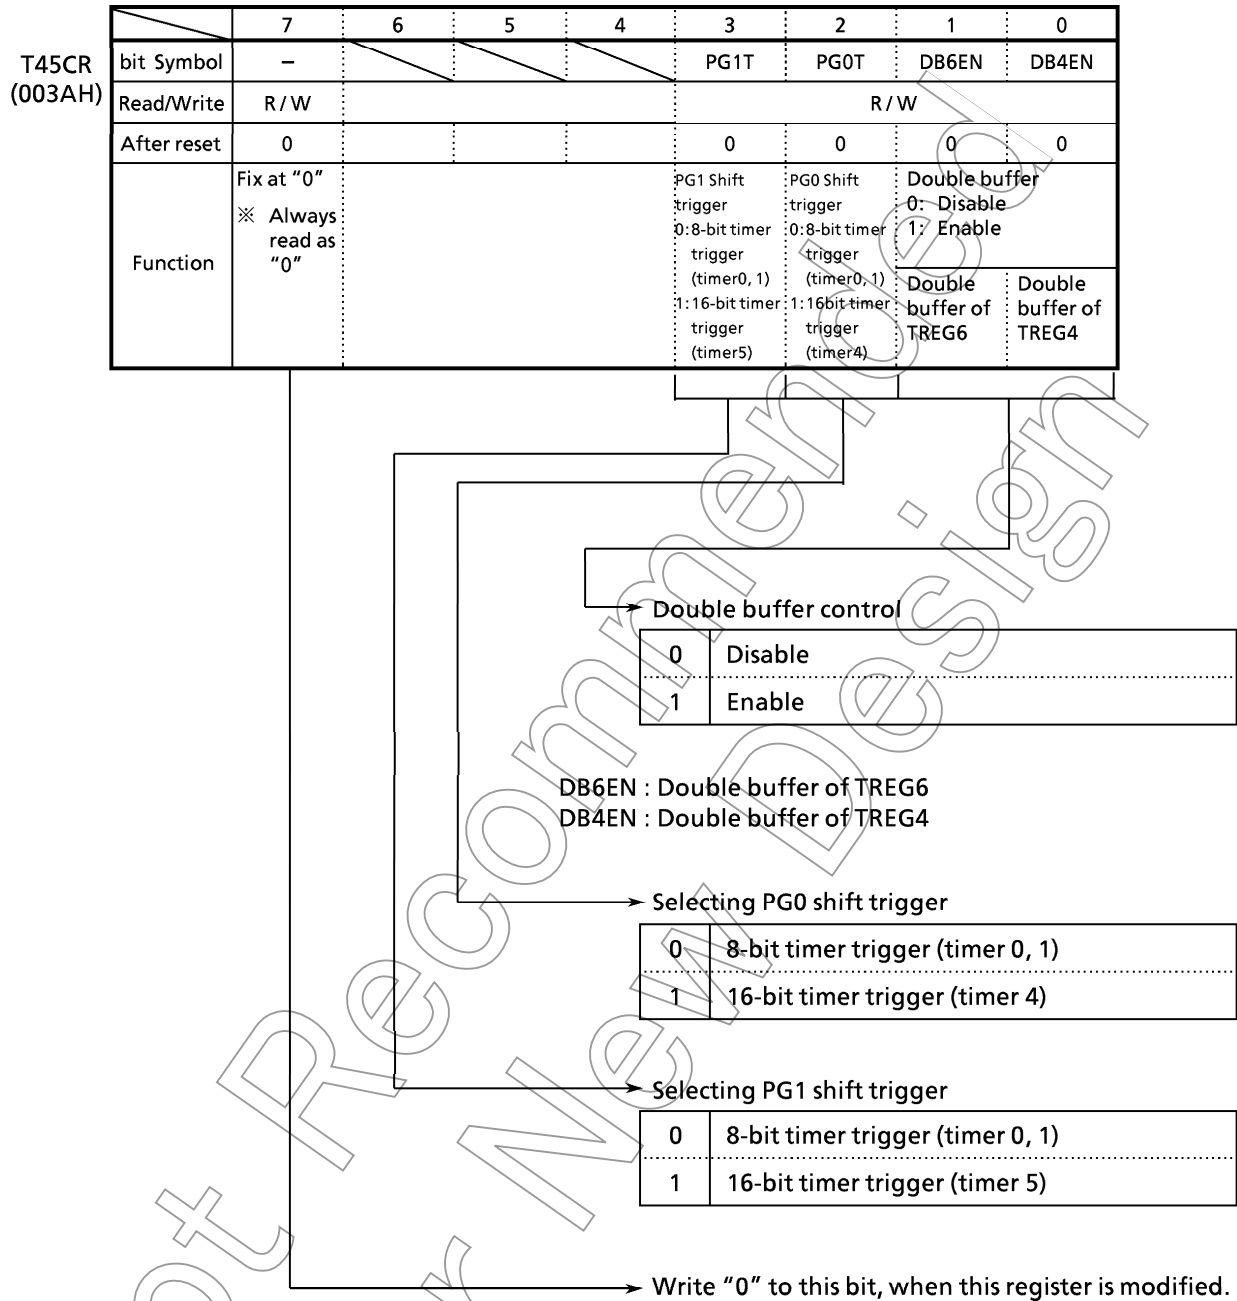 7 6 5 4 3 2 1 0
T45CR
(003AH)
bit Symbol – PG1T PG0T DB6EN DB4EN
Read/Write R / W R / W
After reset 0 0 0 0 0
Function
Fix at “0”
※ Always
read as
“0”
PG1 Shift
trigger
0:8-bit timer
trigger
(timer0, 1)
1:16-bit timer
trigger
(timer5)
PG0 Shift
trigger
0:8-bit timer
trigger
(timer0, 1)
1:16bit timer
trigger
(timer4)
Double buffer
0: Disable
1: Enable
Double
buffer of
TREG6
Double
buffer of
TREG4
Double buffer control
0 Disable
1 Enable
DB6EN : Double buffer of TREG6
DB4EN : Double buffer of TREG4
Selecting PG0 shift trigger
0 8-bit timer trigger (timer 0, 1)
1 16-bit timer trigger (timer 4)
Selecting PG1 shift trigger
0 8-bit timer trigger (timer 0, 1)
1 16-bit timer trigger (timer 5)
Write “0” to this bit, when this register is modified.
ot Recommended
r New Design